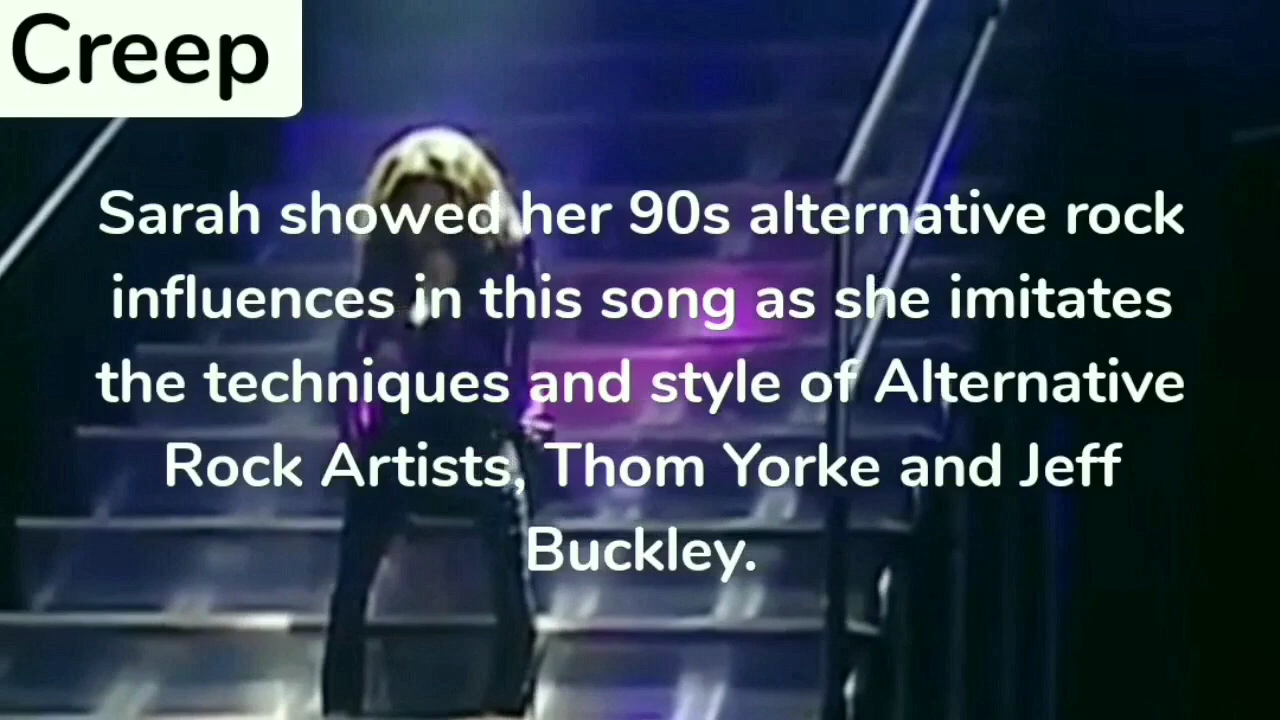 Creep
Sarah showed her 90s alternative rock
influences in this song as she imitates
the techniques and style of Alternative
Rock Artists, Thom Yorke and Jeff
Buckley.